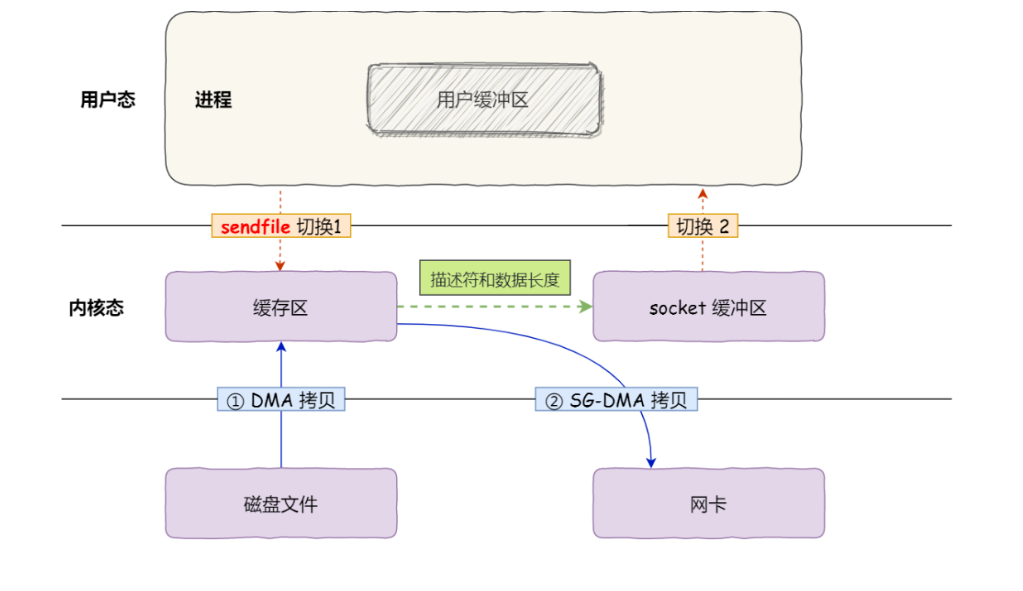 用户态
进程
用户缓冲区
sendfile 切换1
切换 2
描述符和数据长度
内核态
缓存区
socket 缓冲区
① DMA 拷贝
② SG-DMA 拷贝
磁盘文件
网卡